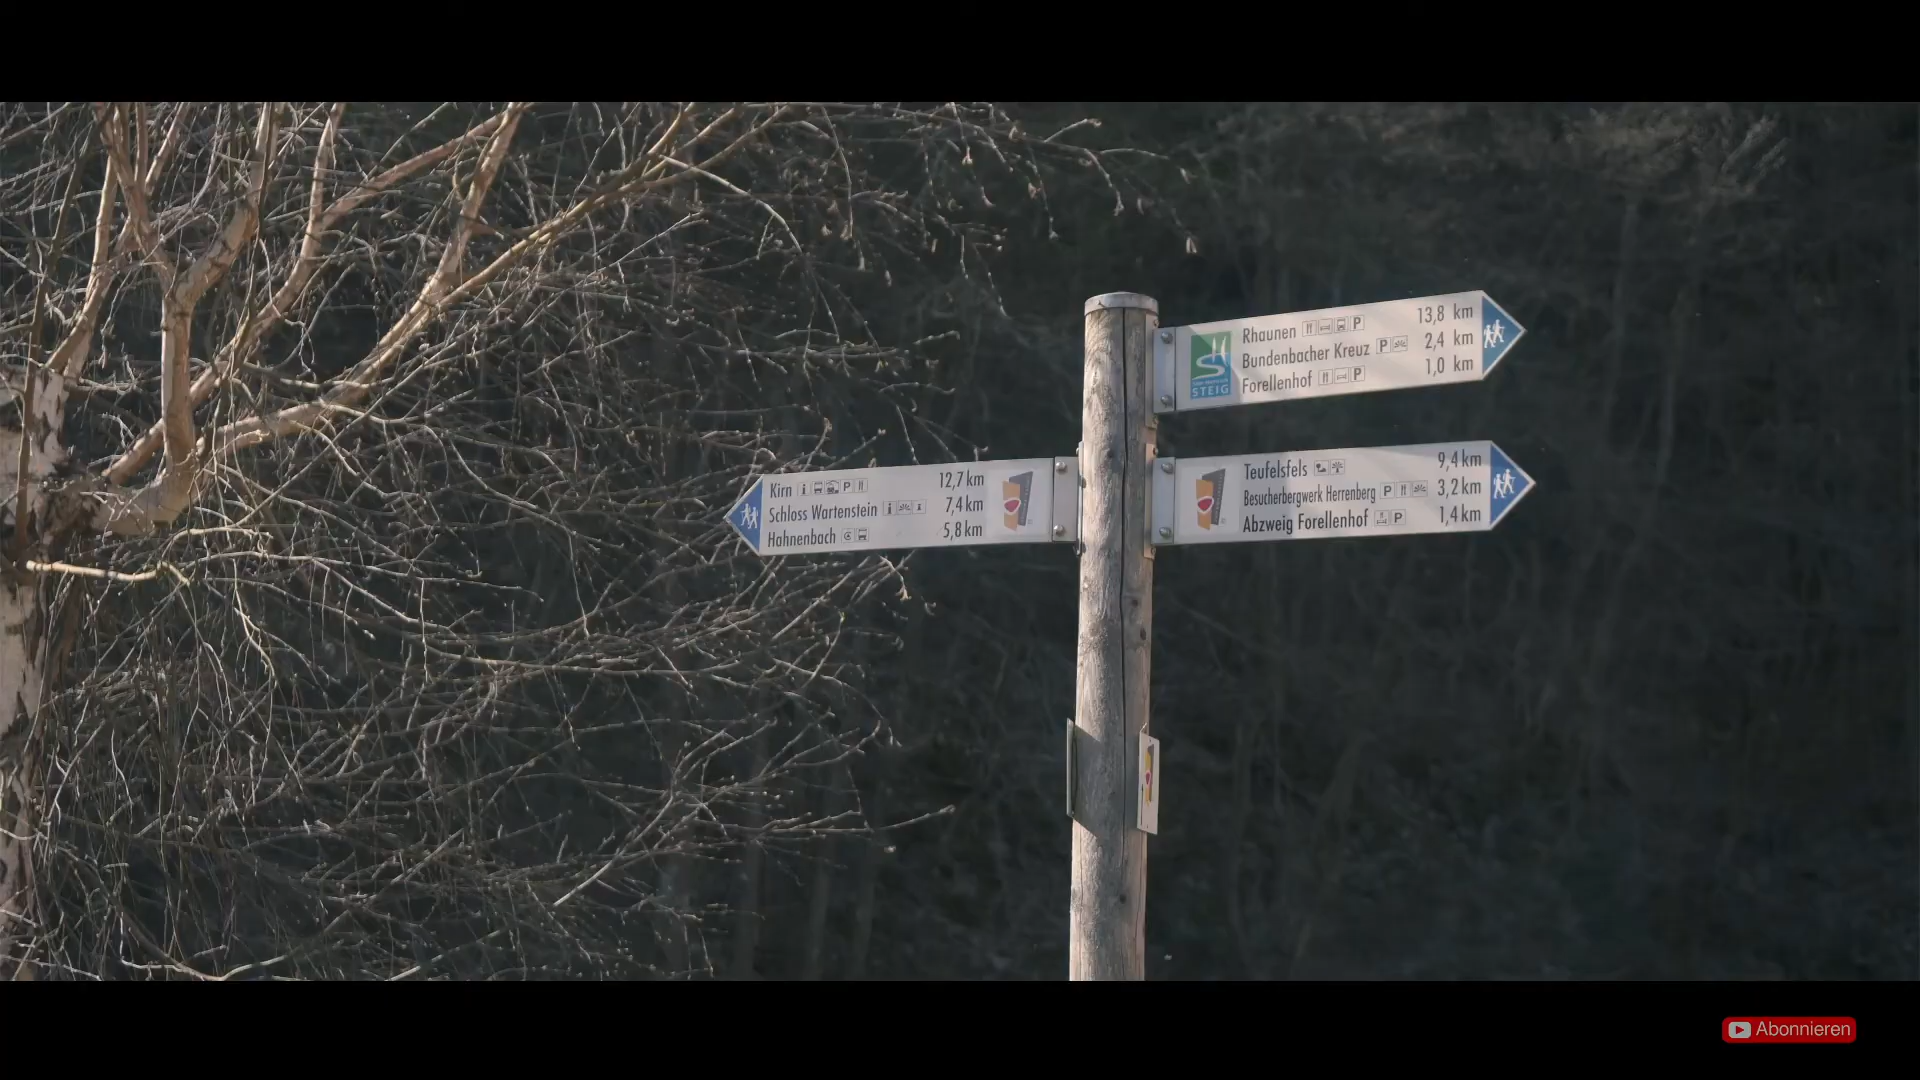 Rhaunen P 13,8 km
Bundenbacher Kreuz P 2,4 km
Forellenhof P 1,0 km
STEIG
Kirn i P 12,7 km
Schloss Wartenstein i 7,4 km
Hahnenbach 5,8 km
Teufelsfels 9,4 km
Besucherbergwerk Herrenberg P 3,2 km
Abzweig Forellenhof P 1,4 km
Abonnieren